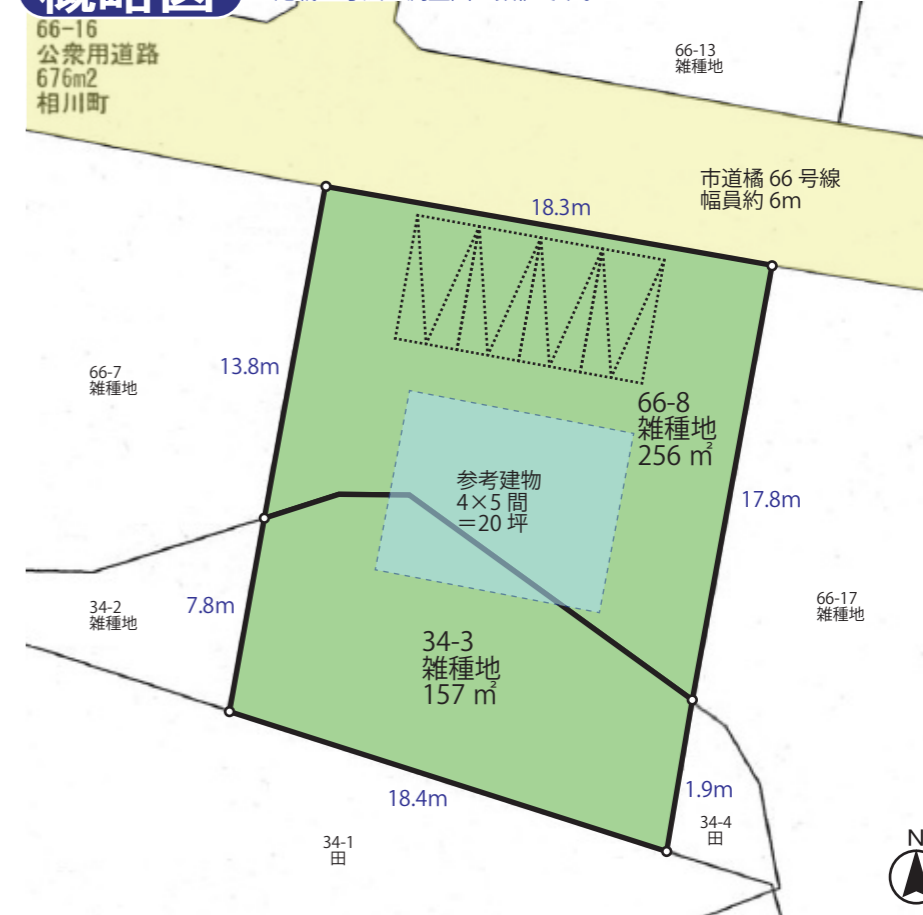 概略図
66-16
公衆用道路
676m2
相川町
66-13
雑種地
市道橘 66 号線
幅員約 6m
18.3m
13.8m
66-7
雑種地
66-8
雑種地
256 ㎡
参考建物
4×5 間
=20 坪
17.8m
34-2
雑種地
7.8m
66-17
雑種地
34-3
雑種地
157 ㎡
18.4m
1.9m
34-4
田
34-1
田
N